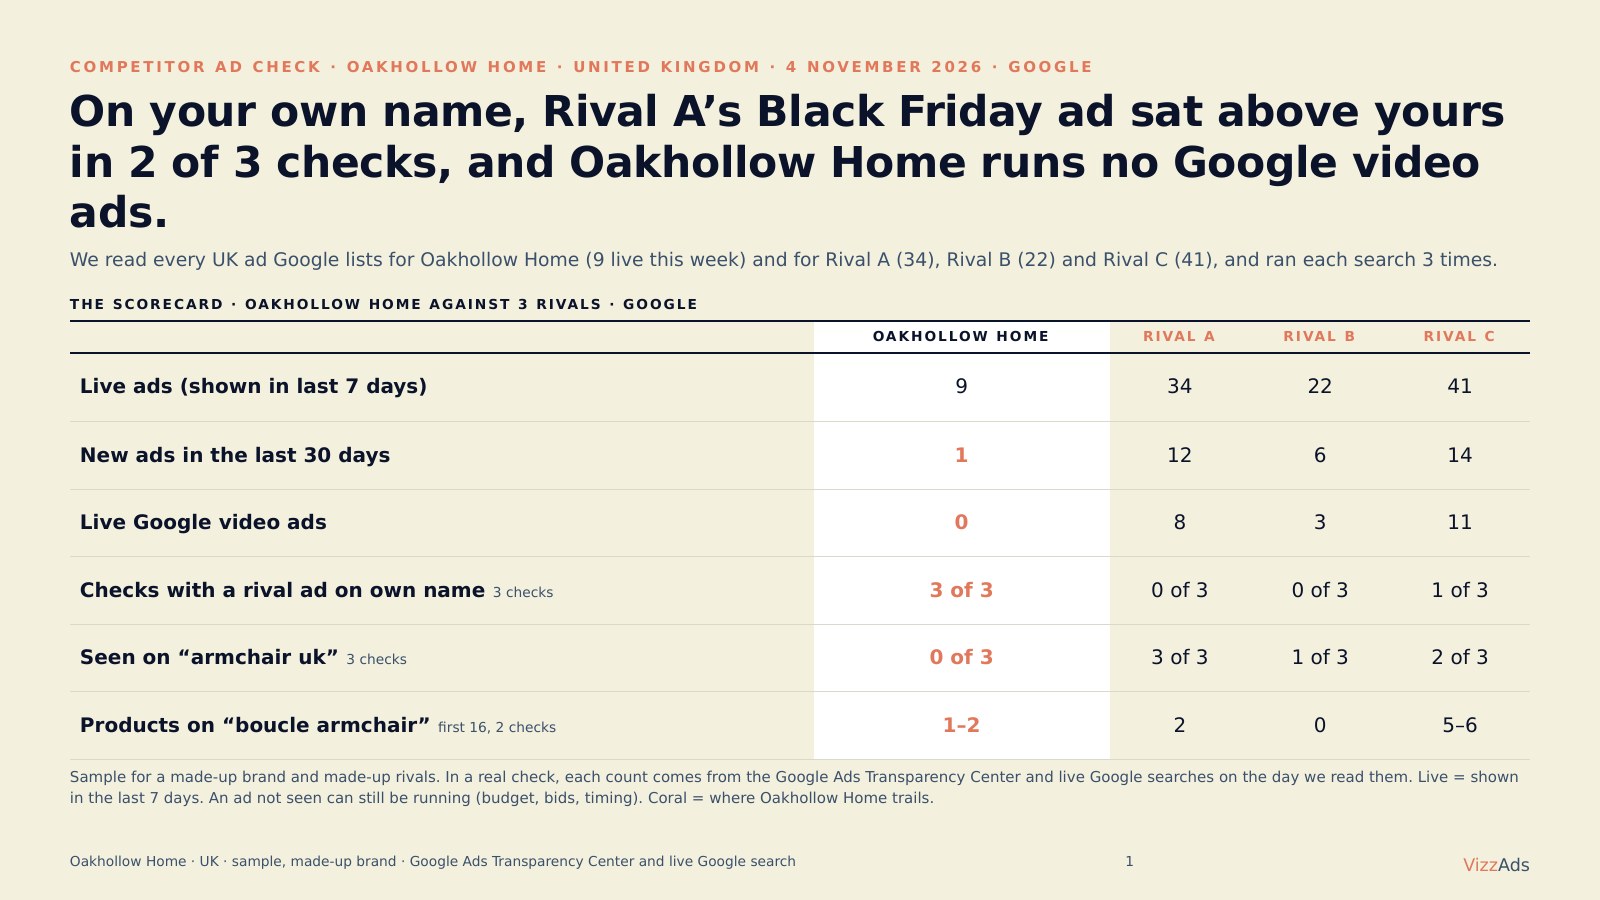 COMPETITOR AD CHECK · OAKHOLLOW HOME · UNITED KINGDOM · 4 NOVEMBER 2026 · GOOGLE
On your own name, Rival A’s Black Friday ad sat above yours
in 2 of 3 checks, and Oakhollow Home runs no Google video
ads.
We read every UK ad Google lists for Oakhollow Home (9 live this week) and for Rival A (34), Rival B (22) and Rival C (41), and ran each search 3 times.
THE SCORECARD · OAKHOLLOW HOME AGAINST 3 RIVALS · GOOGLE
OAKHOLLOW HOME RIVAL A RIVAL B RIVAL C
Live ads (shown in last 7 days) 9 34 22 41
New ads in the last 30 days 1 12 6 14
Live Google video ads 0 8 3 11
Checks with a rival ad on own name 3 checks 3 of 3 0 of 3 0 of 3 1 of 3
Seen on “armchair uk” 3 checks 0 of 3 3 of 3 1 of 3 2 of 3
Products on “boucle armchair” first 16, 2 checks 1–2 2 0 5–6
Sample for a made-up brand and made-up rivals. In a real check, each count comes from the Google Ads Transparency Center and live Google searches on the day we read them. Live = shown
in the last 7 days. An ad not seen can still be running (budget, bids, timing). Coral = where Oakhollow Home trails.
Oakhollow Home · UK · sample, made-up brand · Google Ads Transparency Center and live Google search 1 VizzAds